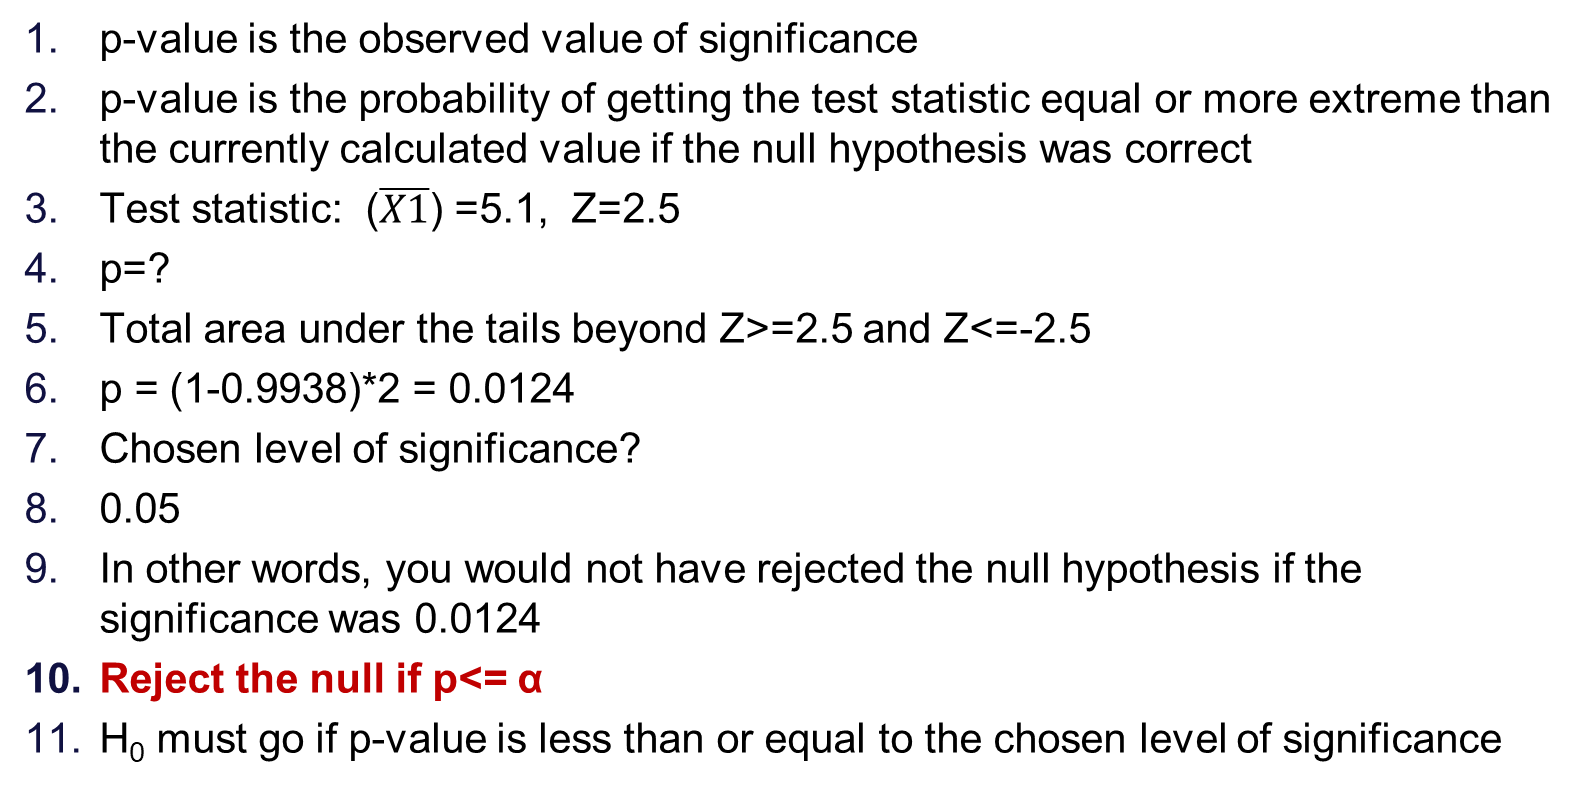 1. p-value is the observed value of significance
2. p-value is the probability of getting the test statistic equal or more extreme than
the currently calculated value if the null hypothesis was correct
3. Test statistic: (X̅1̅) =5.1, Z=2.5
4. p=?
5. Total area under the tails beyond Z>=2.5 and Z<=-2.5
6. p = (1-0.9938)*2 = 0.0124
7. Chosen level of significance?
8. 0.05
9. In other words, you would not have rejected the null hypothesis if the
significance was 0.0124
10. Reject the null if p<= α
11. H₀ must go if p-value is less than or equal to the chosen level of significance